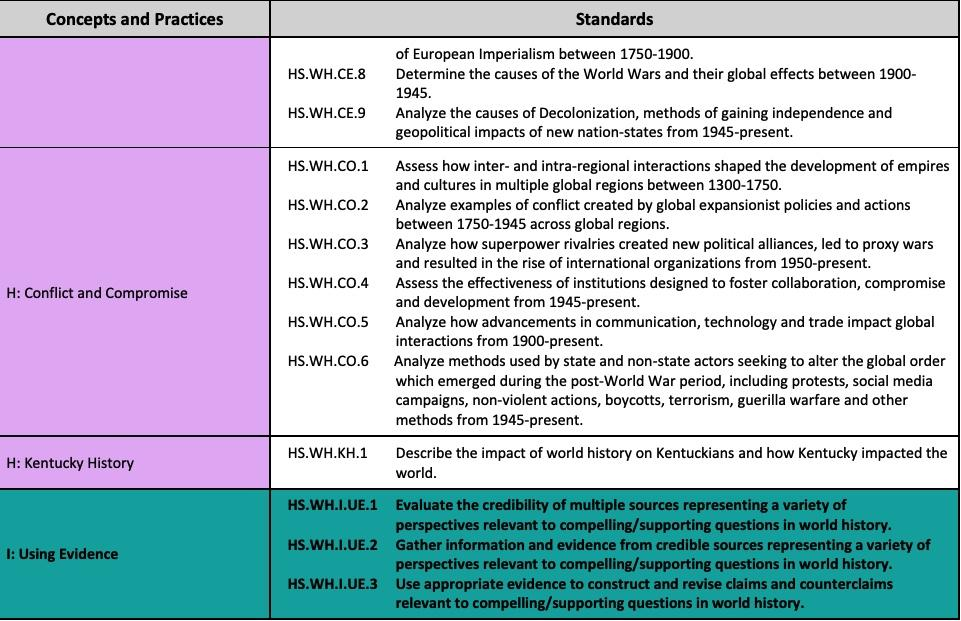 Concepts and Practices Standards
of European Imperialism between 1750-1900.
HS.WH.CE.8 Determine the causes of the World Wars and their global effects between 1900-
1945.
HS.WH.CE.9 Analyze the causes of Decolonization, methods of gaining independence and
geopolitical impacts of new nation-states from 1945-present.
H: Conflict and Compromise
HS.WH.CO.1 Assess how inter- and intra-regional interactions shaped the development of empires
and cultures in multiple global regions between 1300-1750.
HS.WH.CO.2 Analyze examples of conflict created by global expansionist policies and actions
between 1750-1945 across global regions.
HS.WH.CO.3 Analyze how superpower rivalries created new political alliances, led to proxy wars
and resulted in the rise of international organizations from 1950-present.
HS.WH.CO.4 Assess the effectiveness of institutions designed to foster collaboration, compromise
and development from 1945-present.
HS.WH.CO.5 Analyze how advancements in communication, technology and trade impact global
interactions from 1900-present.
HS.WH.CO.6 Analyze methods used by state and non-state actors seeking to alter the global order
which emerged during the post-World War period, including protests, social media
campaigns, non-violent actions, boycotts, terrorism, guerilla warfare and other
methods from 1945-present.
H: Kentucky History
HS.WH.KH.1 Describe the impact of world history on Kentuckians and how Kentucky impacted the
world.
I: Using Evidence
HS.WH.I.UE.1 Evaluate the credibility of multiple sources representing a variety of
perspectives relevant to compelling/supporting questions in world history.
HS.WH.I.UE.2 Gather information and evidence from credible sources representing a variety of
perspectives relevant to compelling/supporting questions in world history.
HS.WH.I.UE.3 Use appropriate evidence to construct and revise claims and counterclaims
relevant to compelling/supporting questions in world history.